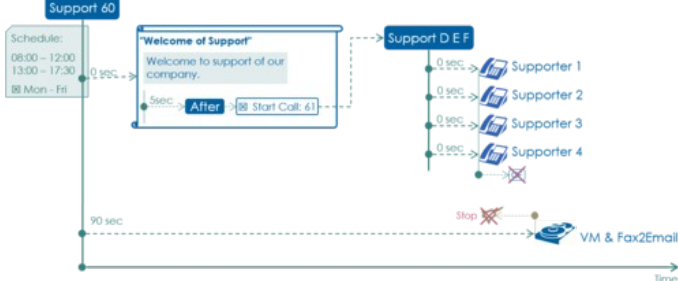 Support 60
Schedule:
08:00 – 12:00
13:00 – 17:30
☒ Mon - Fri
0 sec
"Welcome of Support"
Welcome to support of our
company.
5sec
After
☒ Start Call: 61
Support D E F
0 sec
Supporter 1
0 sec
Supporter 2
0 sec
Supporter 3
0 sec
Supporter 4
90 sec
Stop
VM & Fax2Email
Time